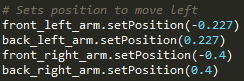 # Sets position to move left
front_left_arm.setPosition(-0.227)
back_left_arm.setPosition(0.227)
front_right_arm.setPosition(-0.4)
back_right_arm.setPosition(0.4)